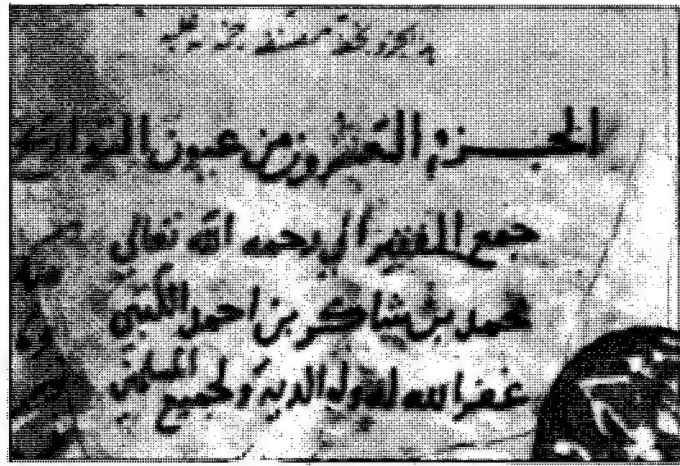 الجزء العشرون من عيون التواريخ
جمع الفقير الى رحمه الله تعالى
محمد بن شاكر بن احمد الكتبي
غفر الله له ولوالديه ولجميع المسلمين